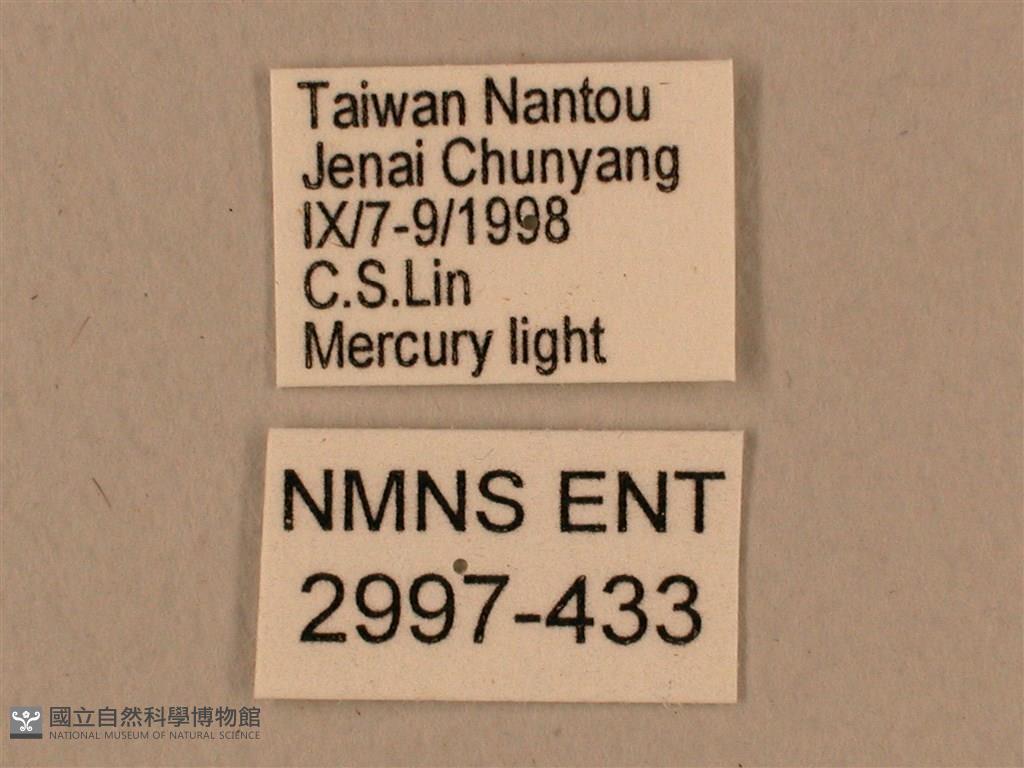 Taiwan Nantou
Jenai Chunyang
IX/7-9/1998
C.S.Lin
Mercury light
NMNS ENT
2997-433
國立自然科學博物館
NATIONAL MUSEUM OF NATURAL SCIENCE